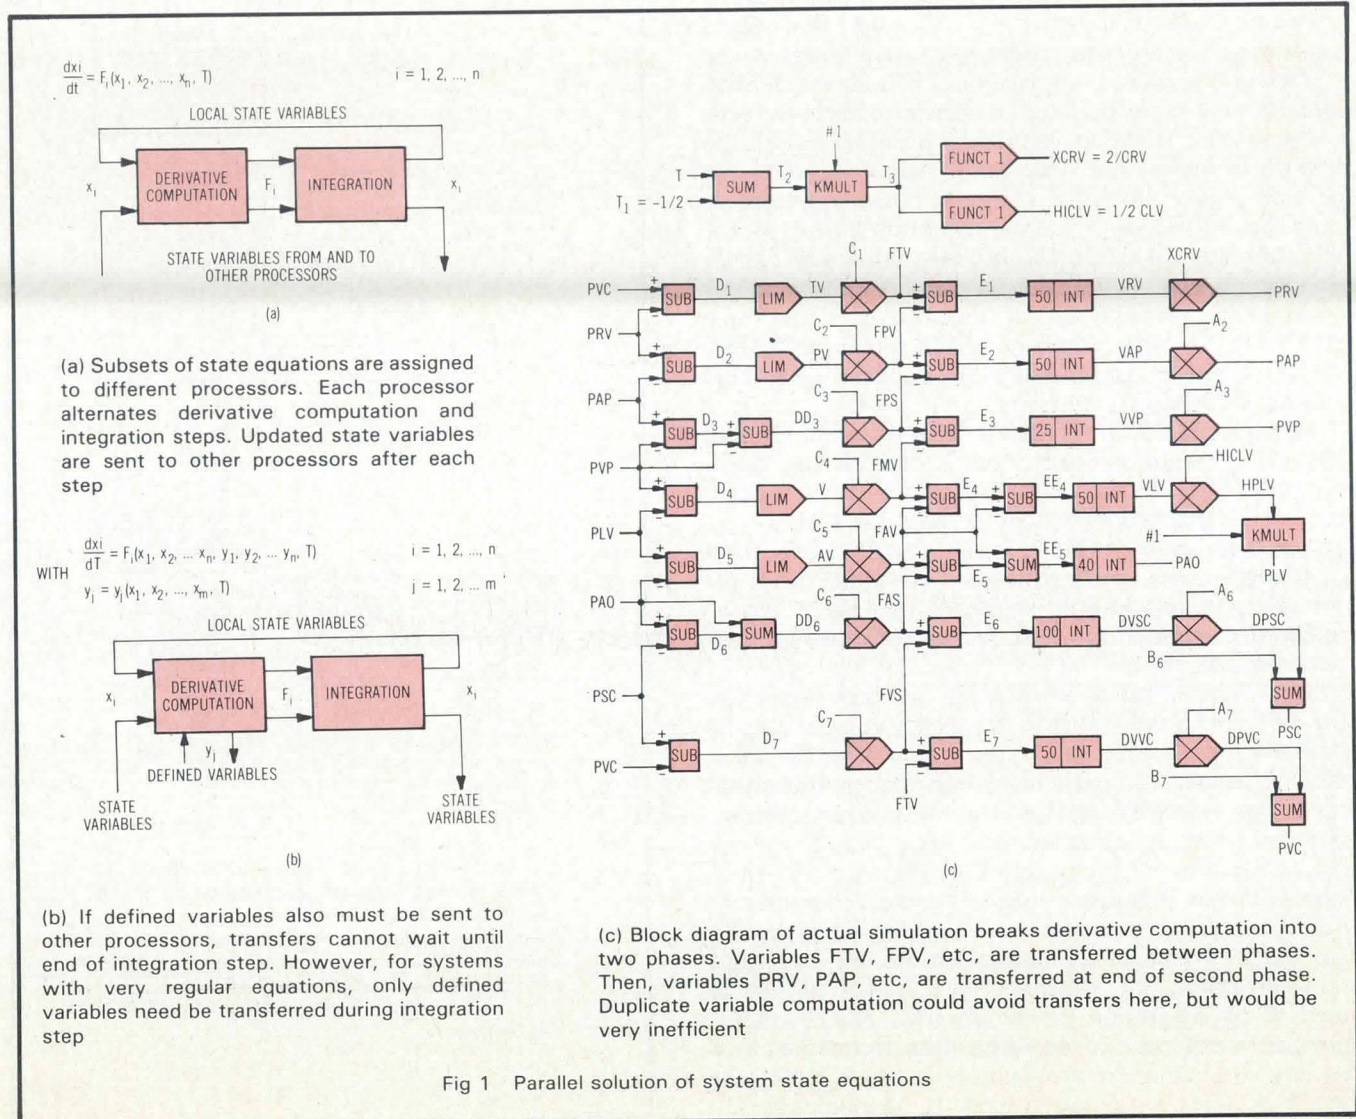 dxi
dt = Fi(x1, x2, ..., xn, T)
i = 1, 2, ..., n
LOCAL STATE VARIABLES
DERIVATIVE
COMPUTATION
INTEGRATION
xi
Fi
xi
STATE VARIABLES FROM AND TO
OTHER PROCESSORS
(a)
(a) Subsets of state equations are assigned
to different processors. Each processor
alternates derivative computation and
integration steps. Updated state variables
are sent to other processors after each
step
dxi
dT = Fi(x1, x2, ... xn, y1, y2, ... yn, T)
i = 1, 2, ..., n
WITH
yj = yj(x1, x2, ..., xm, T)
j = 1, 2, ... m
LOCAL STATE VARIABLES
xi
DERIVATIVE
COMPUTATION
Fi
INTEGRATION
xi
yj
DEFINED VARIABLES
STATE
VARIABLES
STATE
VARIABLES
(b)
(b) If defined variables also must be sent to
other processors, transfers cannot wait until
end of integration step. However, for systems
with very regular equations, only defined
variables need be transferred during integration
step
#1
T
T1 = -1/2
SUM
T2
KMULT
T3
FUNCT 1
XCRV = 2/CRV
FUNCT 1
HICLV = 1/2 CLV
C1
FTV
XCRV
PVC + SUB - D1 LIM TV SUB E1 50 INT VRV PRV
PRV
C2
FPV
A2
SUB D2 LIM PV SUB E2 50 INT VAP PAP
PAP
C3
FPS
A3
+ SUB - D3 + SUB - DD3 SUB E3 25 INT VVP PVP
PVP
C4
FMV
HICLV
+ SUB - D4 LIM V + SUB - E4 + SUB - EE4 50 INT VLV HPLV
PLV
C5
FAV
#1
KMULT
PLV
SUB D5 LIM AV SUB E5 SUM EE5 40 INT PAO
PAO
C6
FAS
A6
SUB D6 SUM DD6 SUB E6 100 INT DVSC DPSC
B6
SUM
PSC
PSC
FVS
C7
A7
+ SUB - D7 SUB E7 50 INT DVVC DPVC
PVC
B7
FTV
SUM
PVC
(c)
(c) Block diagram of actual simulation breaks derivative computation into
two phases. Variables FTV, FPV, etc, are transferred between phases.
Then, variables PRV, PAP, etc, are transferred at end of second phase.
Duplicate variable computation could avoid transfers here, but would be
very inefficient
Fig 1 Parallel solution of system state equations